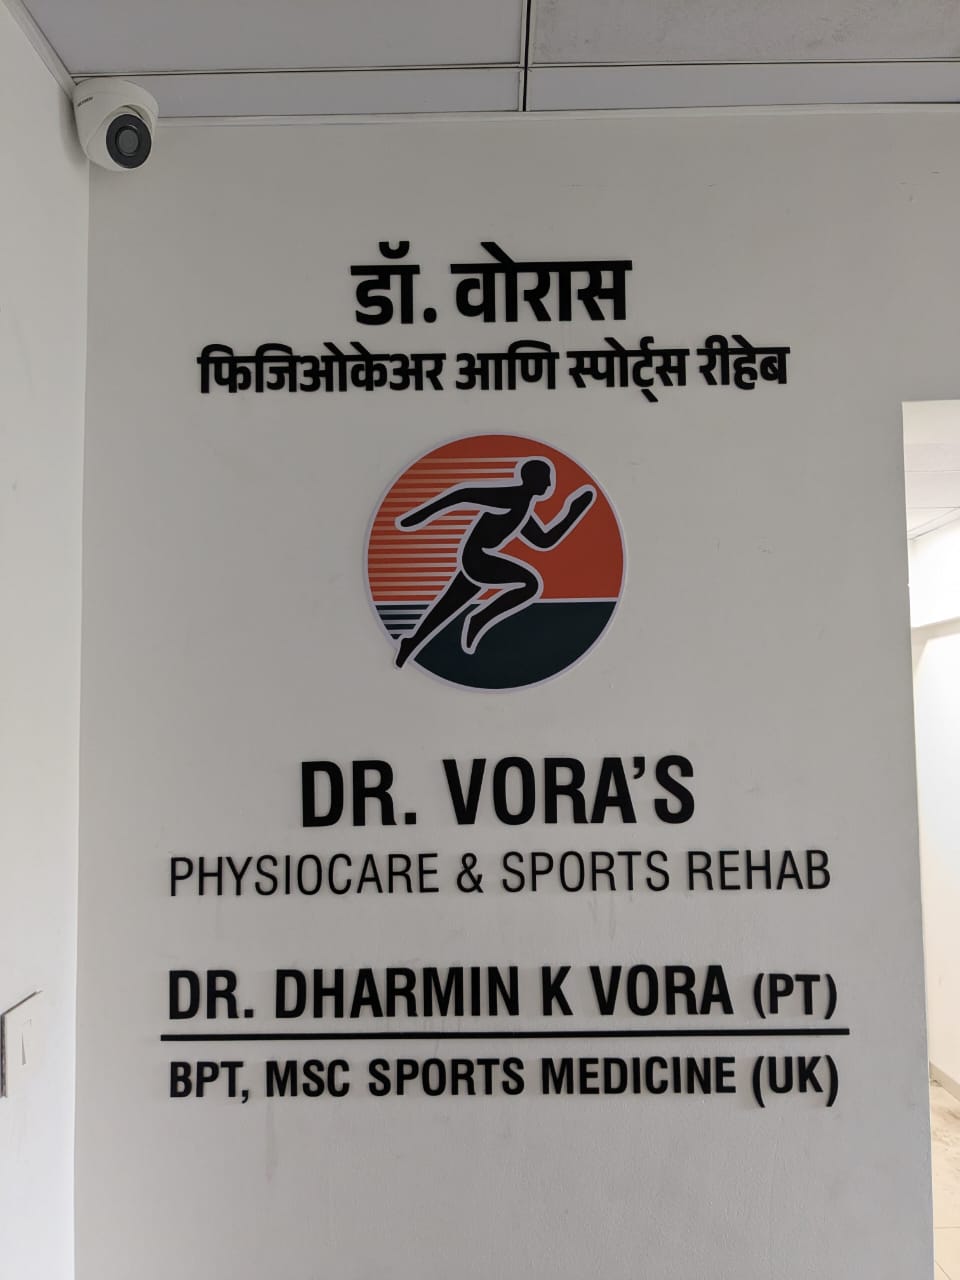 डॉ. वोरास
फिजिओकेअर आणि स्पोर्ट्स रीहेब
DR. VORA'S
PHYSIOCARE & SPORTS REHAB
DR. DHARMIN K VORA (PT)
BPT, MSC SPORTS MEDICINE (UK)